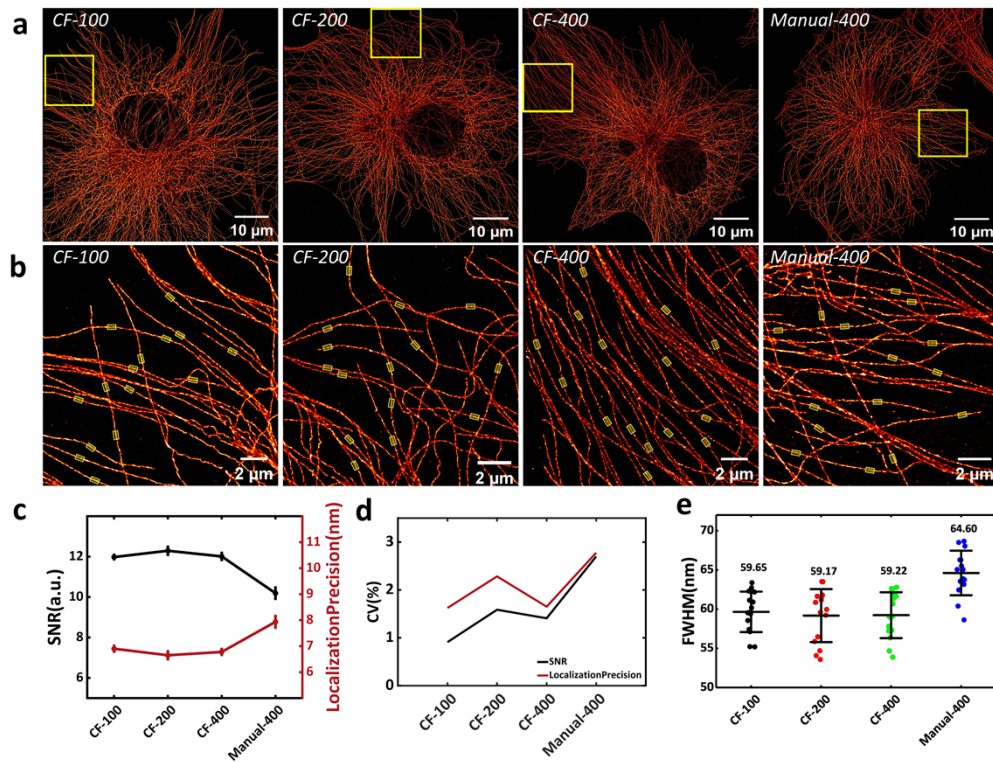 a
CF-100
CF-200
CF-400
Manual-400
10 μm
10 μm
10 μm
10 μm
b
CF-100
CF-200
CF-400
Manual-400
2 μm
2 μm
2 μm
2 μm
c
SNR(a.u.)
12
10
8
6
11
10
9
8
7
6
LocalizationPrecision(nm)
CF-100
CF-200
CF-400
Manual-400
d
CV(%)
3
2
1
0
SNR
LocalizationPrecision
CF-100
CF-200
CF-400
Manual-400
e
FWHM(nm)
70
65
60
55
50
59.65
59.17
59.22
64.60
CF-100
CF-200
CF-400
Manual-400